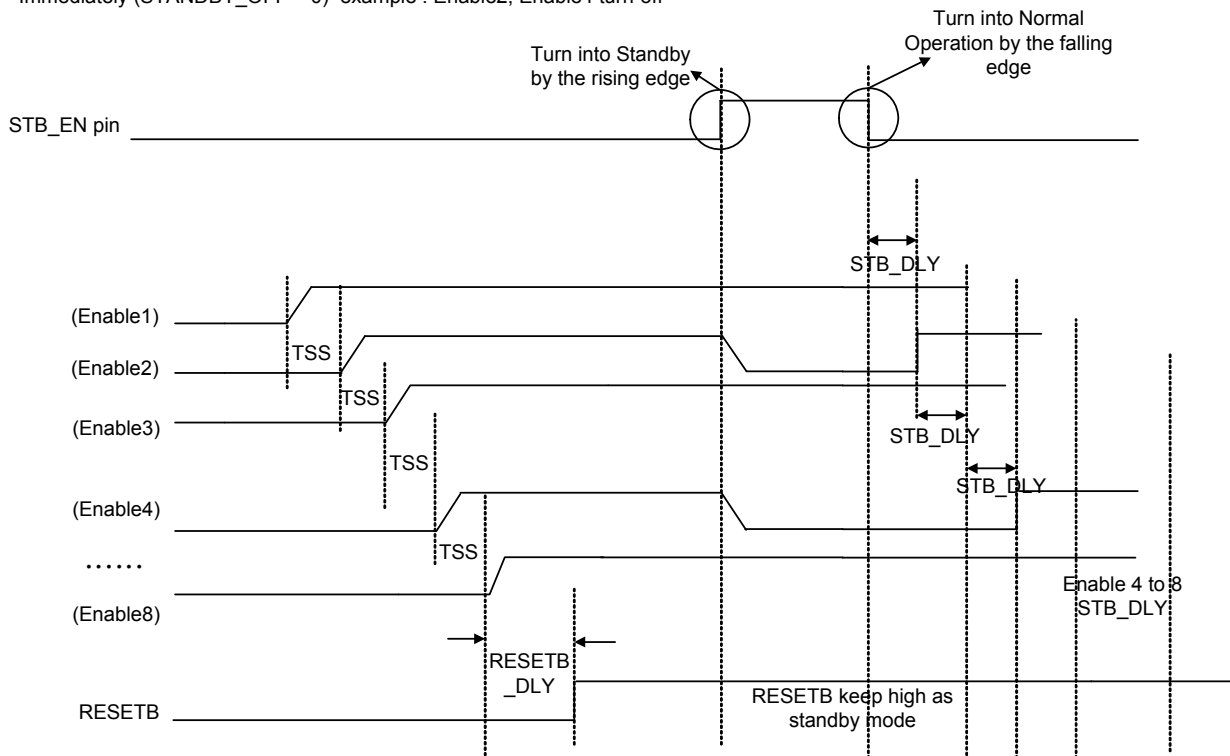 Turn into Standby
by the rising edge
Turn into Normal
Operation by the falling
edge
STB_EN pin
STB_DLY
(Enable1)
TSS
(Enable2)
TSS
(Enable3)
STB_DLY
TSS
STB_DLY
(Enable4)
TSS
......
(Enable8)
Enable 4 to 8
STB_DLY
RESETB
_DLY
RESETB
RESETB keep high as
standby mode